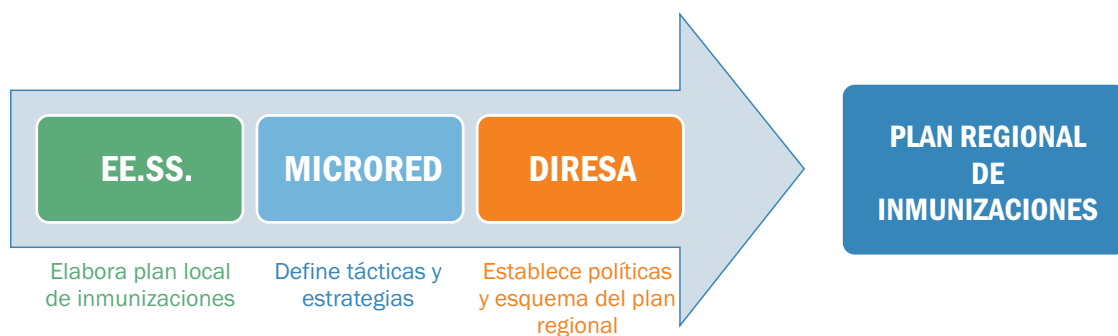 EE.SS.
MICRORED
DIRESA
PLAN REGIONAL
DE
INMUNIZACIONES
Elabora plan local
de inmunizaciones
Define tácticas y
estrategias
Establece políticas
y esquema del plan
regional